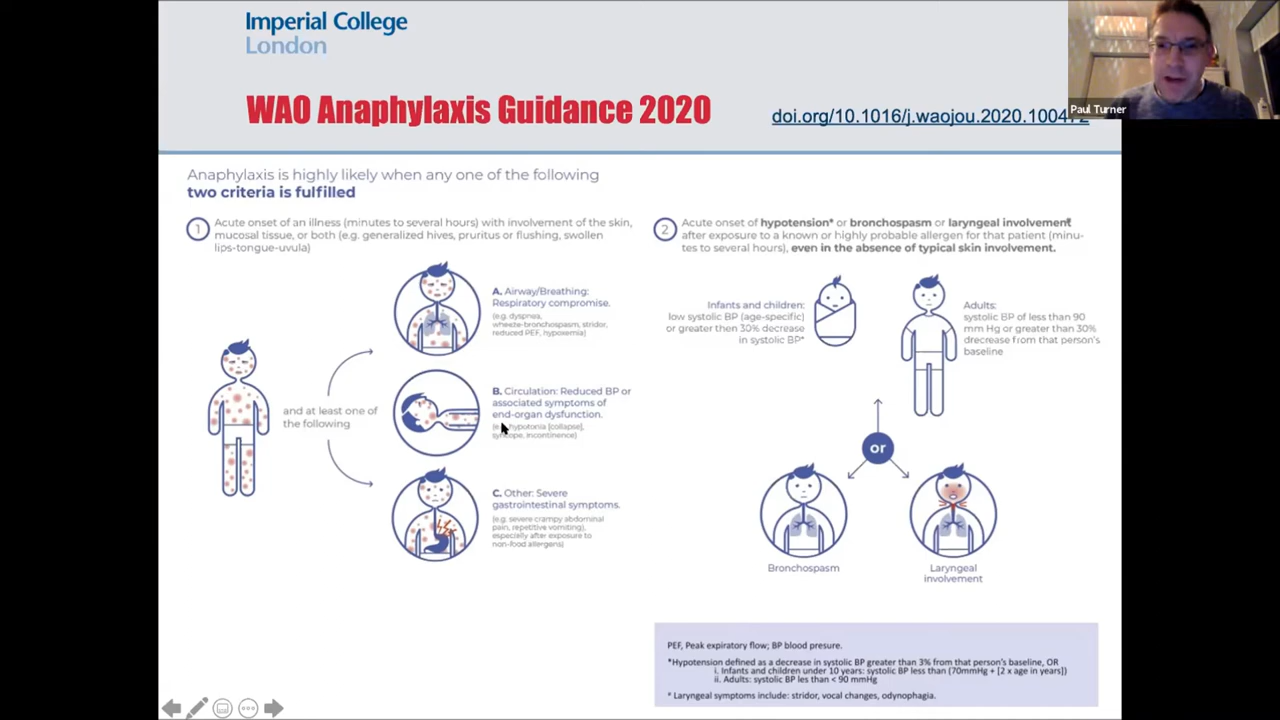 Imperial College
London
WAO Anaphylaxis Guidance 2020
doi.org/10.1016/j.waojou.2020.100472
Paul Turner
Anaphylaxis is highly likely when any one of the following
two criteria is fulfilled
1
Acute onset of an illness (minutes to several hours) with involvement of the skin,
mucosal tissue, or both (e.g. generalized hives, pruritus or flushing, swollen
lips-tongue-uvula)
and at least one of
the following
A. Airway/Breathing:
Respiratory compromise.
(e.g. dyspnea,
wheeze-bronchospasm, stridor,
reduced PEF, hypoxemia)
B. Circulation: Reduced BP or
associated symptoms of
end-organ dysfunction.
hypotonia [collapse],
syncope, incontinence)
C. Other: Severe
gastrointestinal symptoms.
(e.g. severe crampy abdominal
pain, repetitive vomiting),
especially after exposure to
non-food allergens)
2
Acute onset of hypotension* or bronchospasm or laryngeal involvement#
after exposure to a known or highly probable allergen for that patient (minu-
tes to several hours), even in the absence of typical skin involvement.
Infants and children:
low systolic BP (age-specific)
or greater then 30% decrease
in systolic BP*
Adults:
systolic BP of less than 90
mm Hg or greater than 30%
drecrease from that person's
baseline
or
Bronchospasm
Laryngeal
involvement
PEF, Peak expiratory flow; BP blood presure.
*Hypotension defined as a decrease in systolic BP greater than 3% from that person's baseline, OR
i. Infants and children under 10 years: systolic BP less than (70mmHg + [2 x age in years])
ii. Adults: systolic BP les than < 90 mmHg
* Laryngeal symptoms include: stridor, vocal changes, odynophagia.